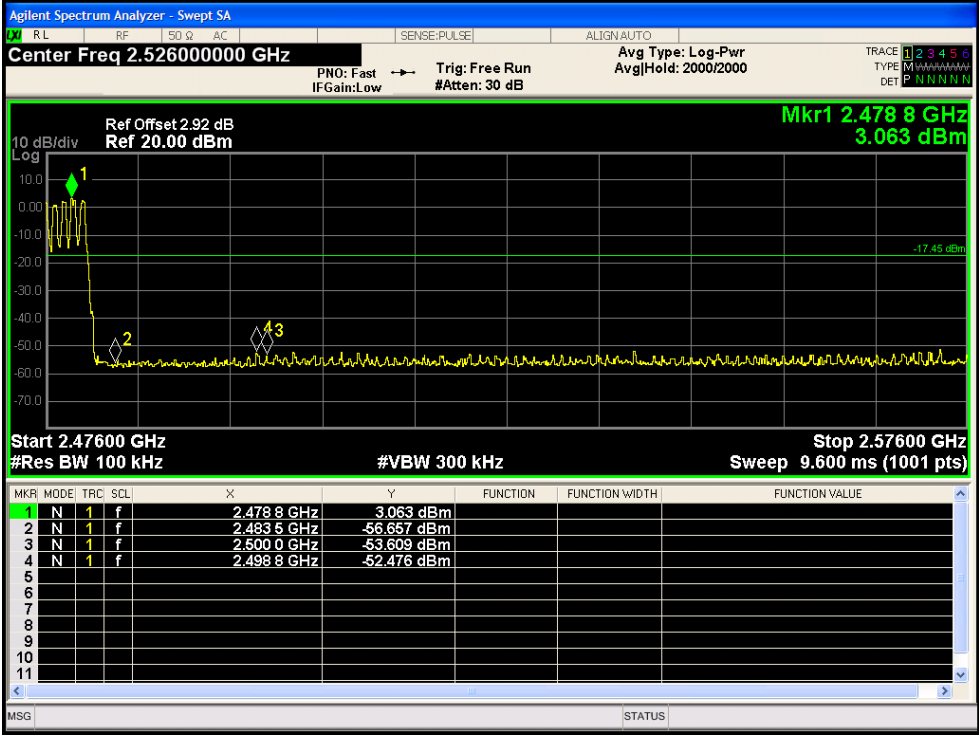 Agilent Spectrum Analyzer - Swept SA
LXI RL RF 50 Ω AC SENSE:PULSE ALIGNAUTO
Center Freq 2.526000000 GHz
PNO: Fast
IFGain:Low
Trig: Free Run
#Atten: 30 dB
Avg Type: Log-Pwr
Avg|Hold: 2000/2000
TRACE 1 2 3 4 5 6
TYPE M
DET P N N N N N
Mkr1 2.478 8 GHz
3.063 dBm
Ref Offset 2.92 dB
10 dB/div Ref 20.00 dBm
Log
10.0
0.00
-10.0
-20.0
-30.0
-40.0
-50.0
-60.0
-70.0
1
2
4 3
-17.45 dBm
Start 2.47600 GHz Stop 2.57600 GHz
#Res BW 100 kHz #VBW 300 kHz Sweep 9.600 ms (1001 pts)
MKR MODE TRC SCL X Y FUNCTION FUNCTION WIDTH FUNCTION VALUE
1 N 1 f 2.478 8 GHz 3.063 dBm
2 N 1 f 2.483 5 GHz -56.657 dBm
3 N 1 f 2.500 0 GHz -53.609 dBm
4 N 1 f 2.498 8 GHz -52.476 dBm
5
6
7
8
9
10
11
MSG STATUS